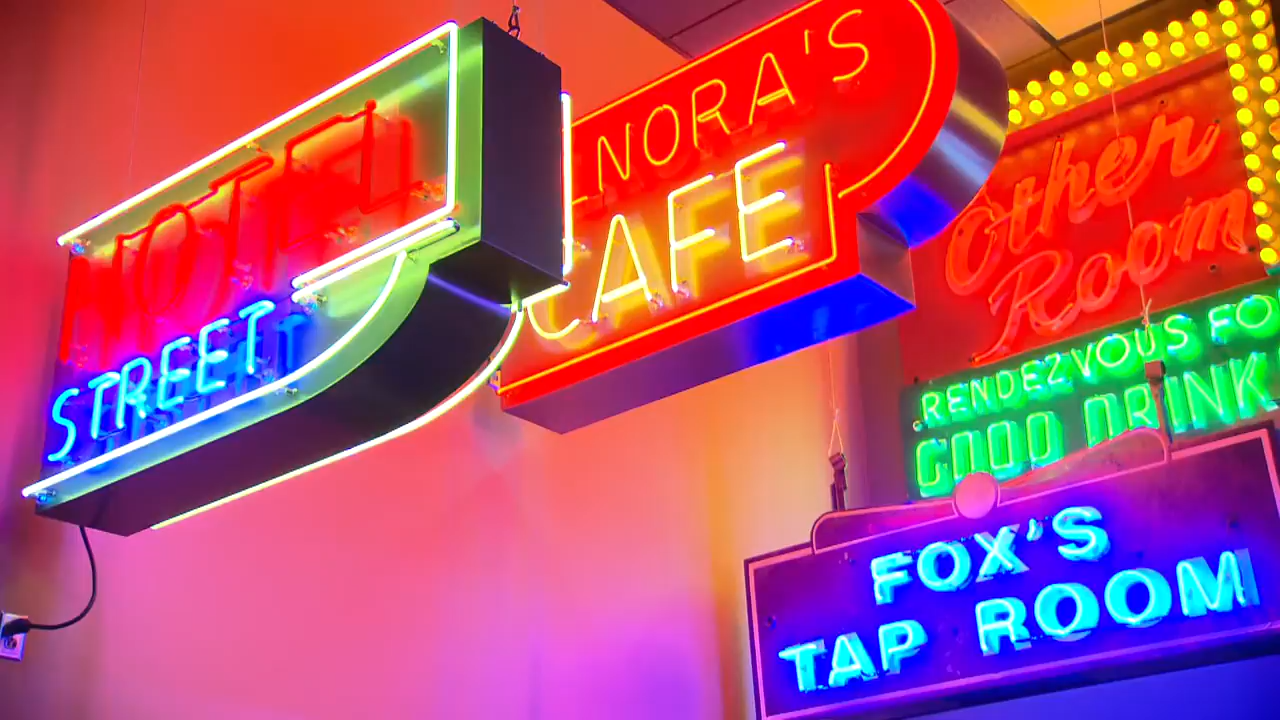 HOTEL
STREET
NORA'S
CAFE
Other
Room
RENDEZVOUS FO
GOOD DRINK
FOX'S
TAP ROOM